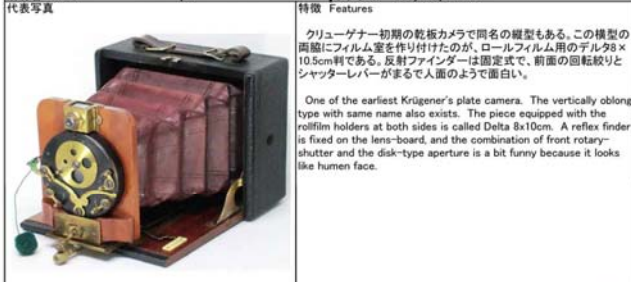 代表写真
特徴 Features
クリューゲナー初期の乾板カメラで同名の縦型もある。この横型の
両脇にフィルム室を作り付けたのが、ロールフィルム用のデルタ8×
10.5cm判である。反射ファインダーは固定式で、前面の回転絞りと
シャッターレバーがまるで人面のようで面白い。
One of the earliest Krügener's plate camera. The vertically oblong
type with same name also exists. The piece equipped with the
rollfilm holders at both sides is called Delta 8x10cm. A reflex finder
is fixed on the lens-board, and the combination of front rotary-
shutter and the disk-type aperture is a bit funny because it looks
like humen face.